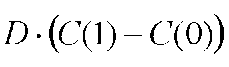 D · (C(1) − C(0))